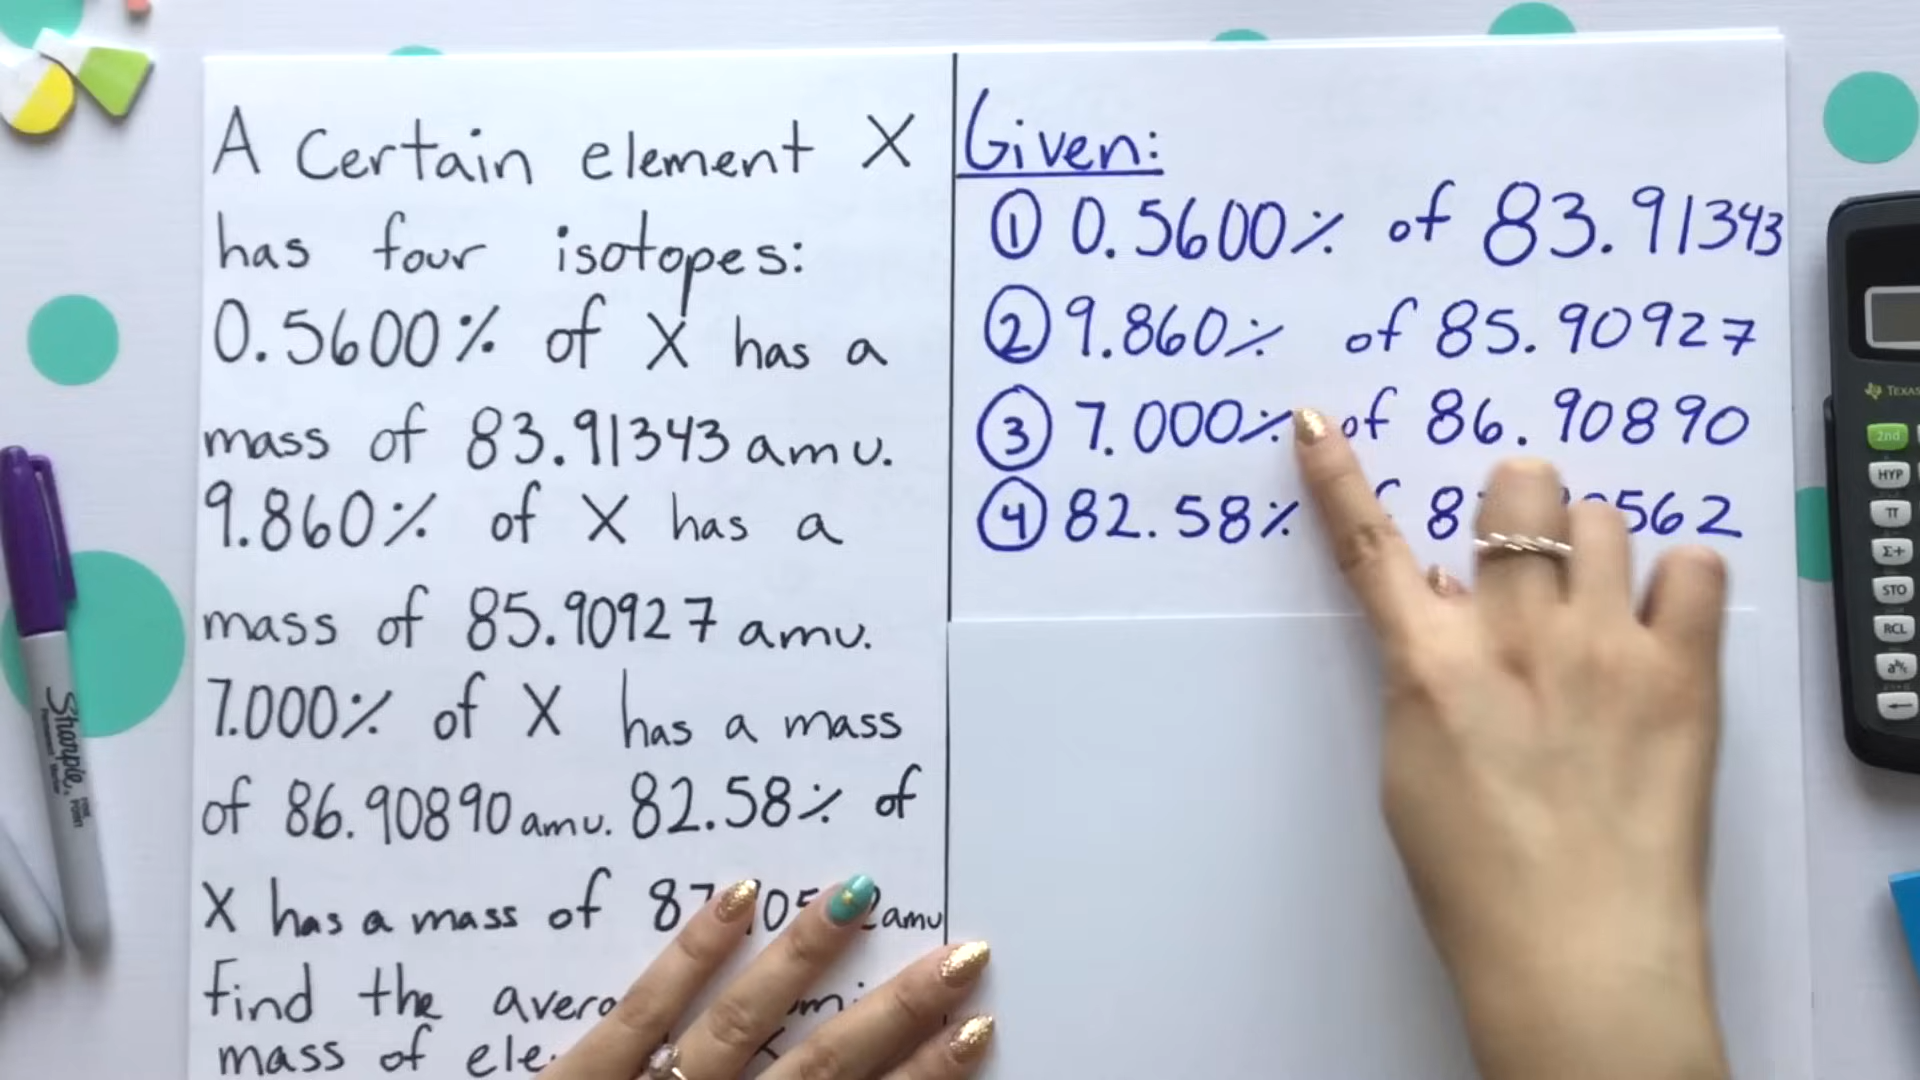 A Certain element X
has four isotopes:
0.5600% of X has a
mass of 83.91343 amu.
9.860% of X has a
mass of 85.90927 amu.
7.000% of X has a mass
of 86.90890 amu. 82.58% of
X has a mass of amu
find the
mass of
Given:
① 0.5600% of 83.91343
② 9.860% of 85.90927
③ 7.000% of 86.90890
④ 82.58%
Sharpie
TEXAS
2nd
HYP
π
Σ+
STO
RCL